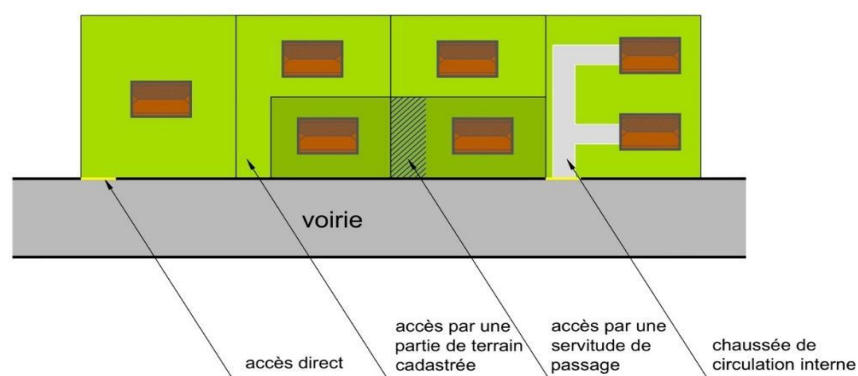 voirie
accès direct
accès par une
partie de terrain
cadastrée
accès par une
servitude de
passage
chaussée de
circulation interne